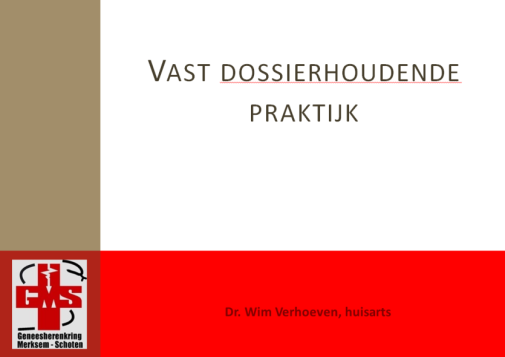 VAST DOSSIERHOUDENDE
PRAKTIJK
Dr. Wim Verhoeven, huisarts
GMS
Geneesherenkring
Merksem - Schoten